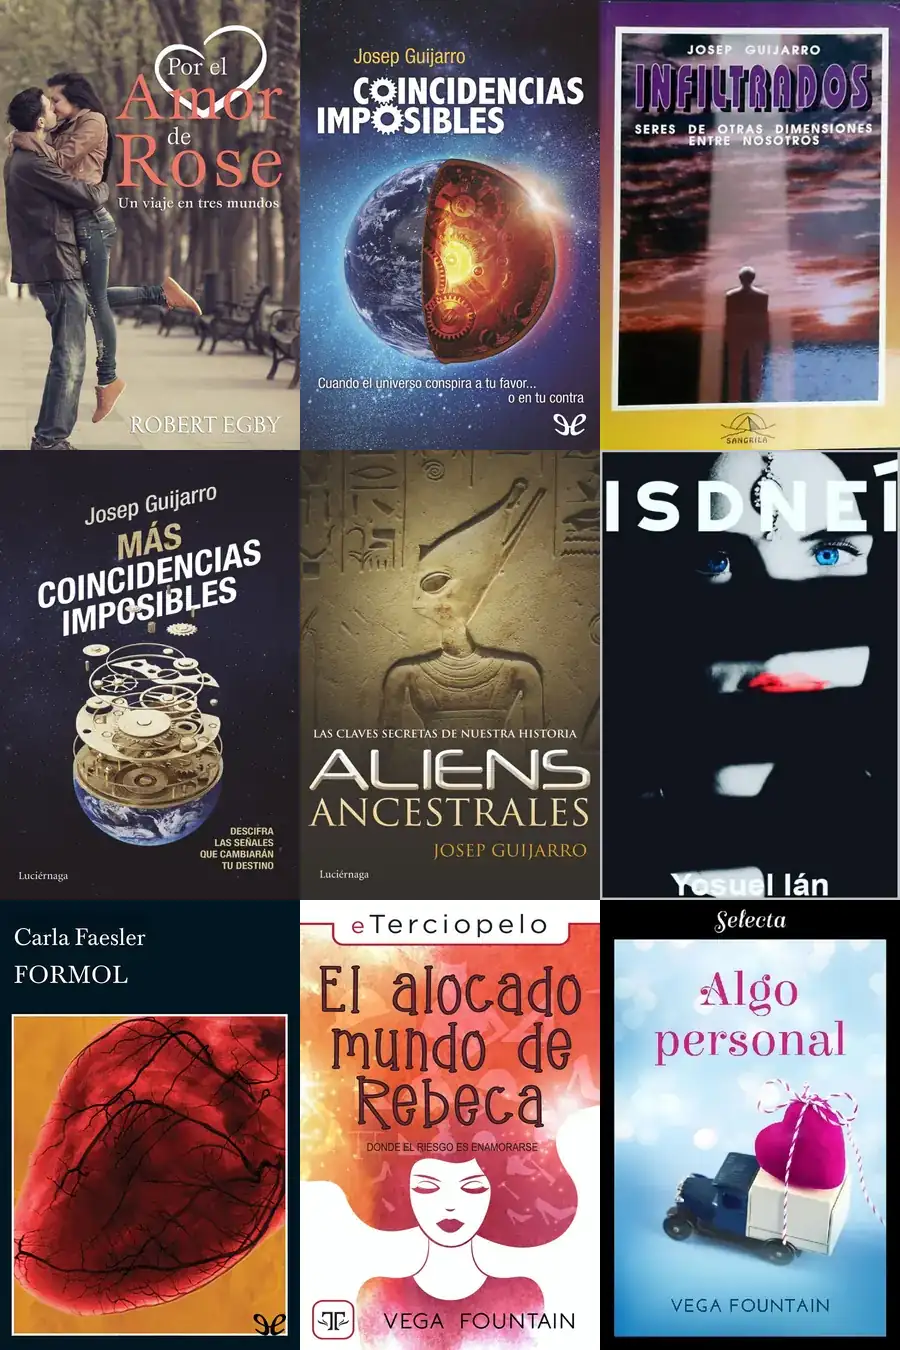 Por el
Amor
de
Rose
Un viaje en tres mundos
ROBERT EGBY
Josep Guijarro
COINCIDENCIAS
IMPOSIBLES
Cuando el universo conspira a tu favor...
o en tu contra
JOSEP GUIJARRO
INFILTRADOS
SERES DE OTRAS DIMENSIONES
ENTRE NOSOTROS
SANGRILA
Josep Guijarro
MÁS
COINCIDENCIAS
IMPOSIBLES
DESCIFRA
LAS SEÑALES
QUE CAMBIARÁN
TU DESTINO
Luciérnaga
LAS CLAVES SECRETAS DE NUESTRA HISTORIA
ALIENS
ANCESTRALES
JOSEP GUIJARRO
Luciérnaga
ISDNEÍ
Yosuel Ián
Carla Faesler
FORMOL
eTerciopelo
El alocado
mundo de
Rebeca
DONDE EL RIESGO ES ENAMORARSE
VEGA FOUNTAIN
Selecta
Algo
personal
VEGA FOUNTAIN